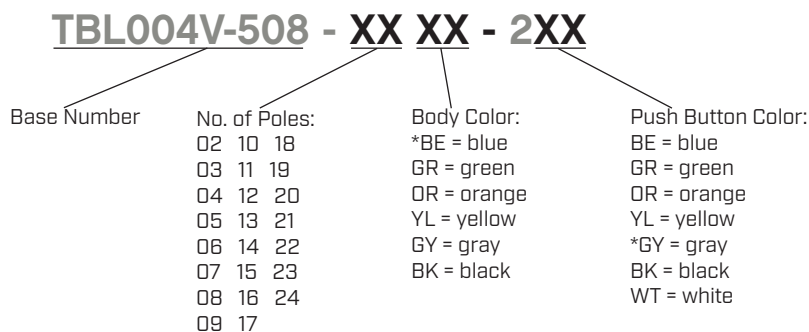 TBL004V-508 - XX XX - 2XX
Base Number
No. of Poles:
02 10 18
03 11 19
04 12 20
05 13 21
06 14 22
07 15 23
08 16 24
09 17
Body Color:
*BE = blue
GR = green
OR = orange
YL = yellow
GY = gray
BK = black
Push Button Color:
BE = blue
GR = green
OR = orange
YL = yellow
*GY = gray
BK = black
WT = white